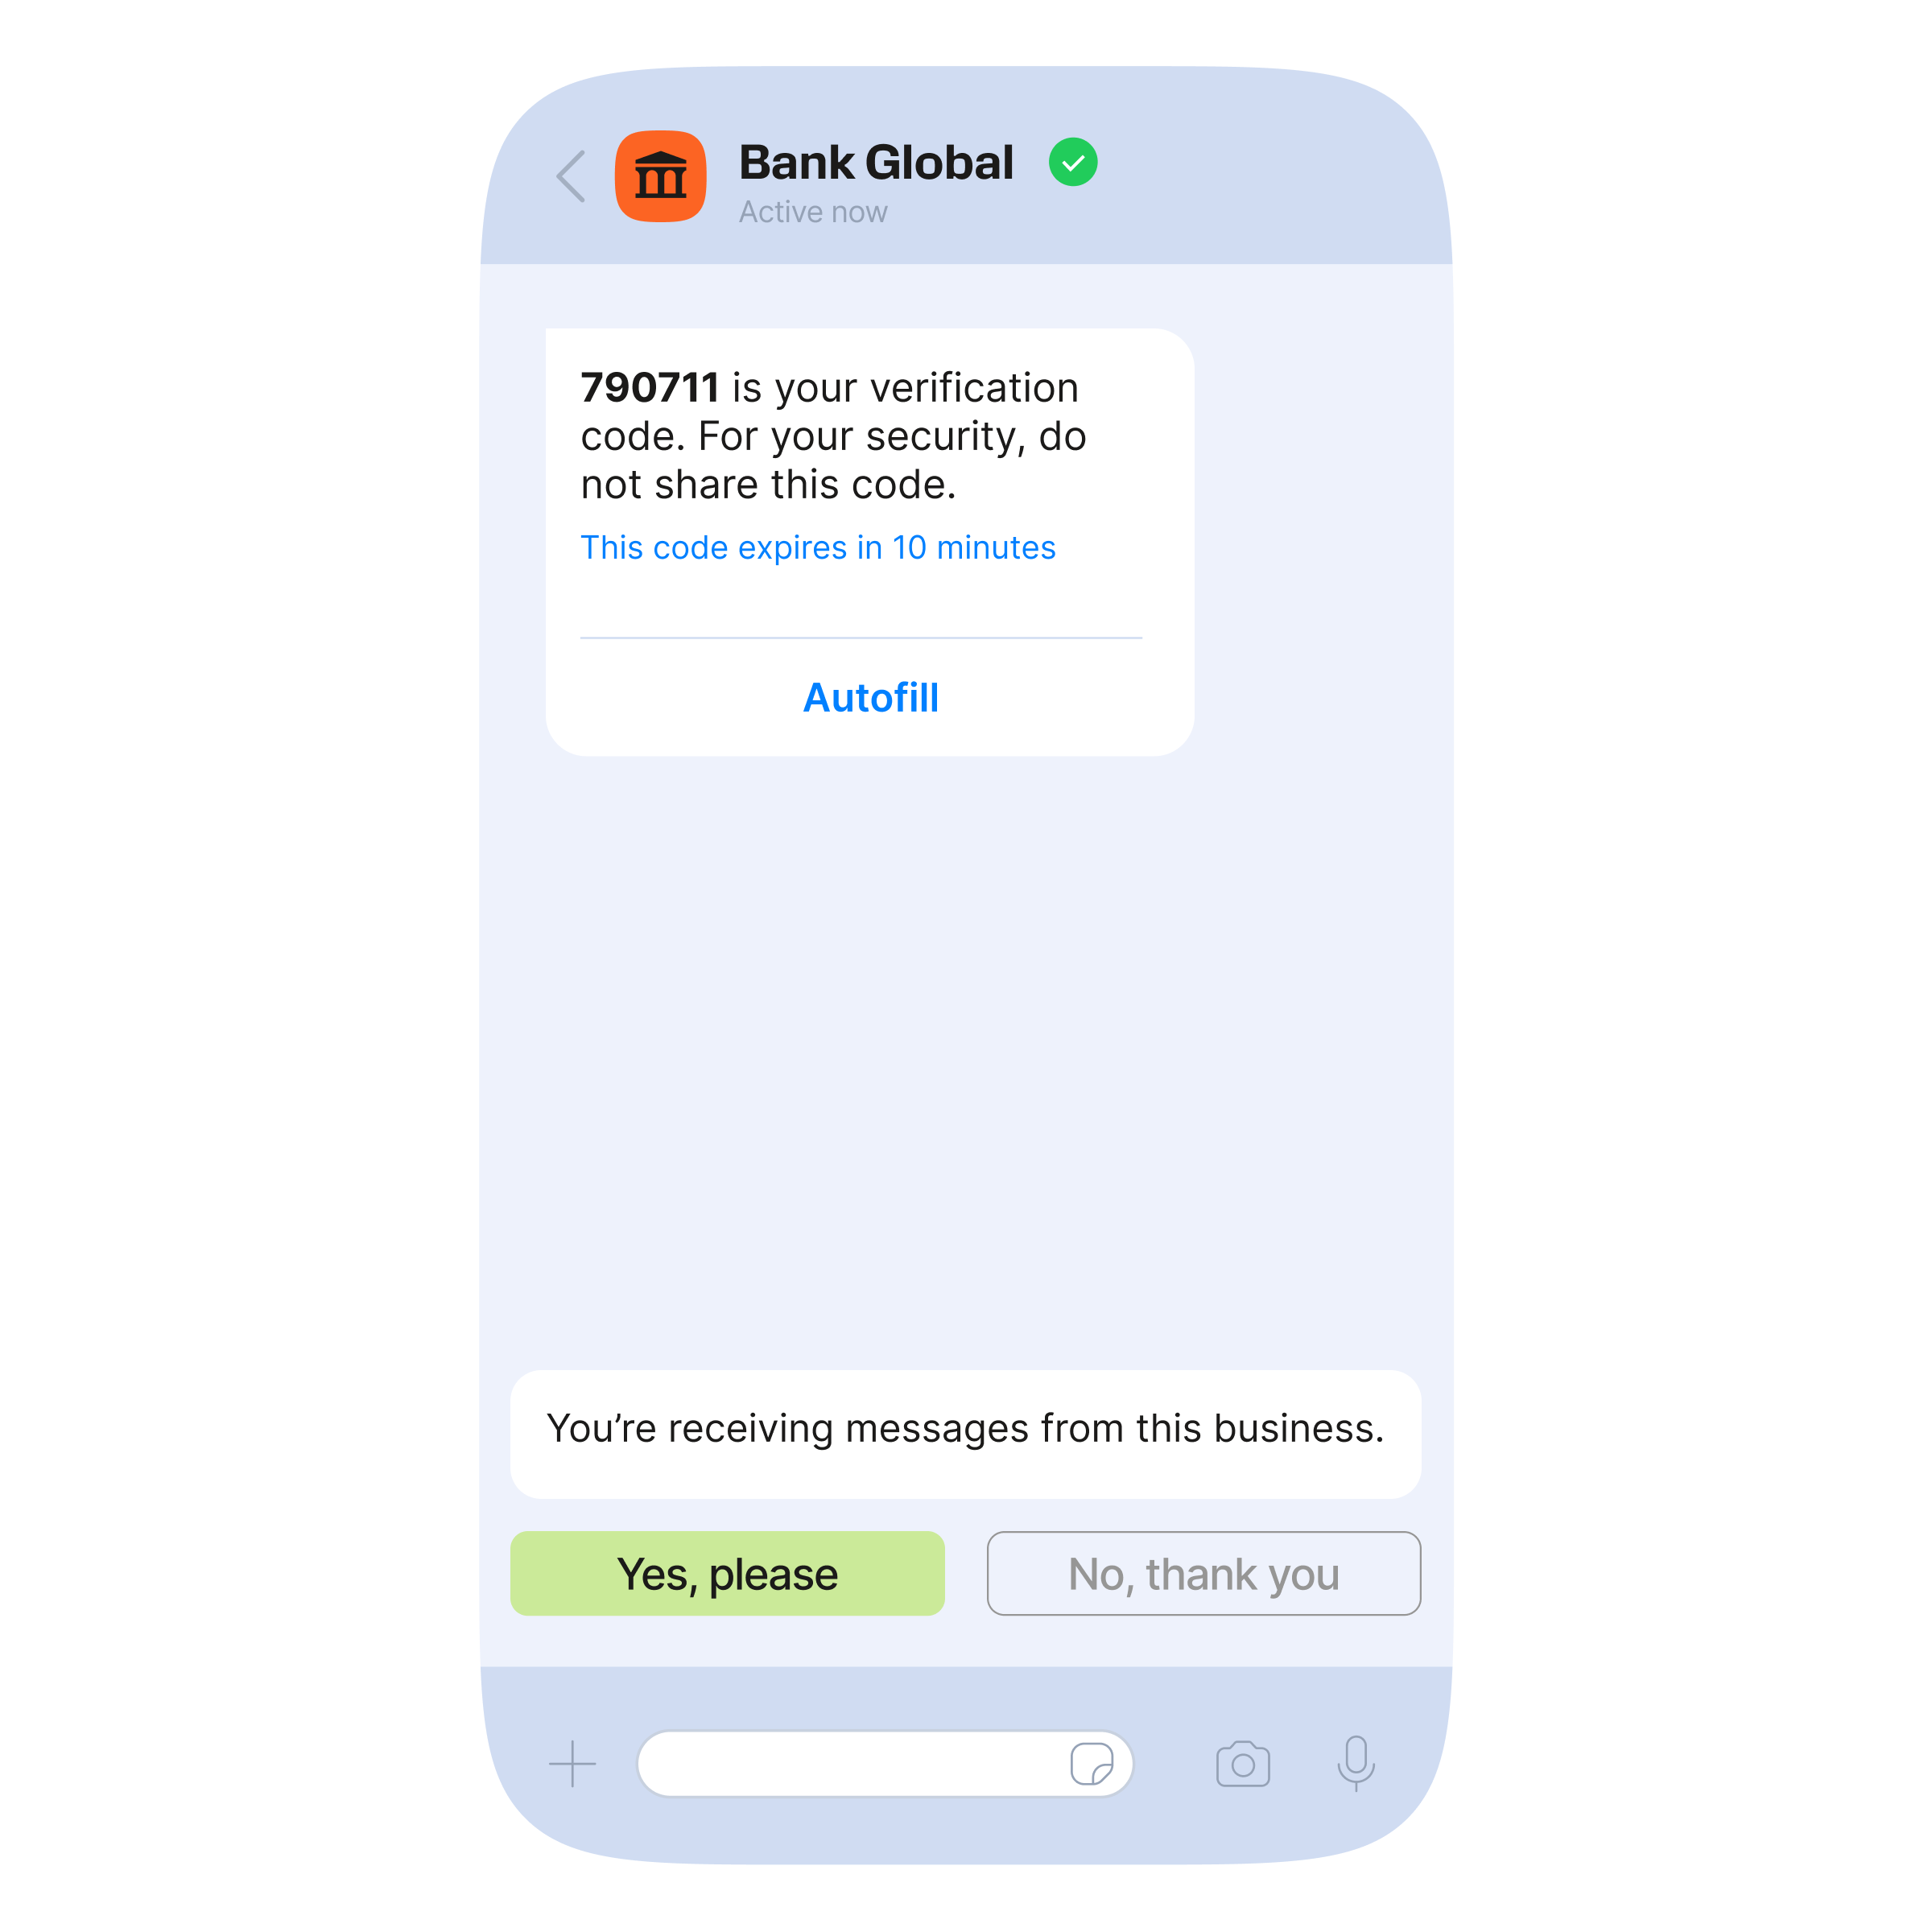 Bank Global
Active now
790711 is your verification
code. For your security, do
not share this code.
This code expires in 10 minutes
Autofill
You're receiving messages from this business.
Yes, please
No, thank you